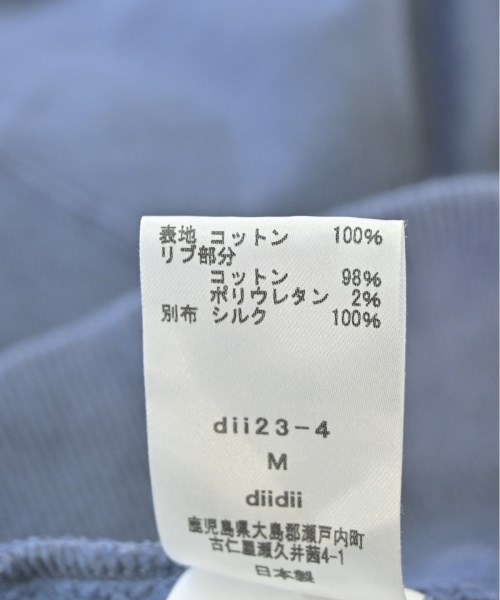 表地 コットン 100%
リブ部分
コットン 98%
ポリウレタン 2%
別布 シルク 100%
dii23-4
M
diidii
鹿児島県大島郡瀬戸内町
古仁屋瀬久井茜4-1
日本製